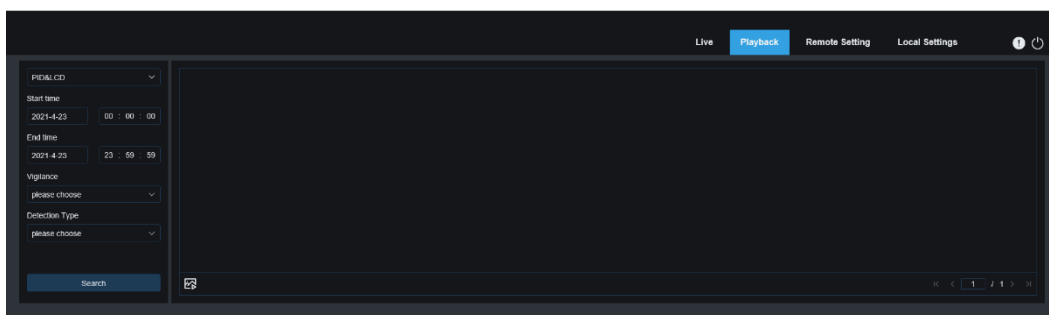 Live Playback Remote Setting Local Settings
PID&LCD
Start time
2021-4-23 00 : 00 : 00
End time
2021-4-23 23 : 59 : 59
Vigilance
please choose
Detection Type
please choose
Search
1 / 1